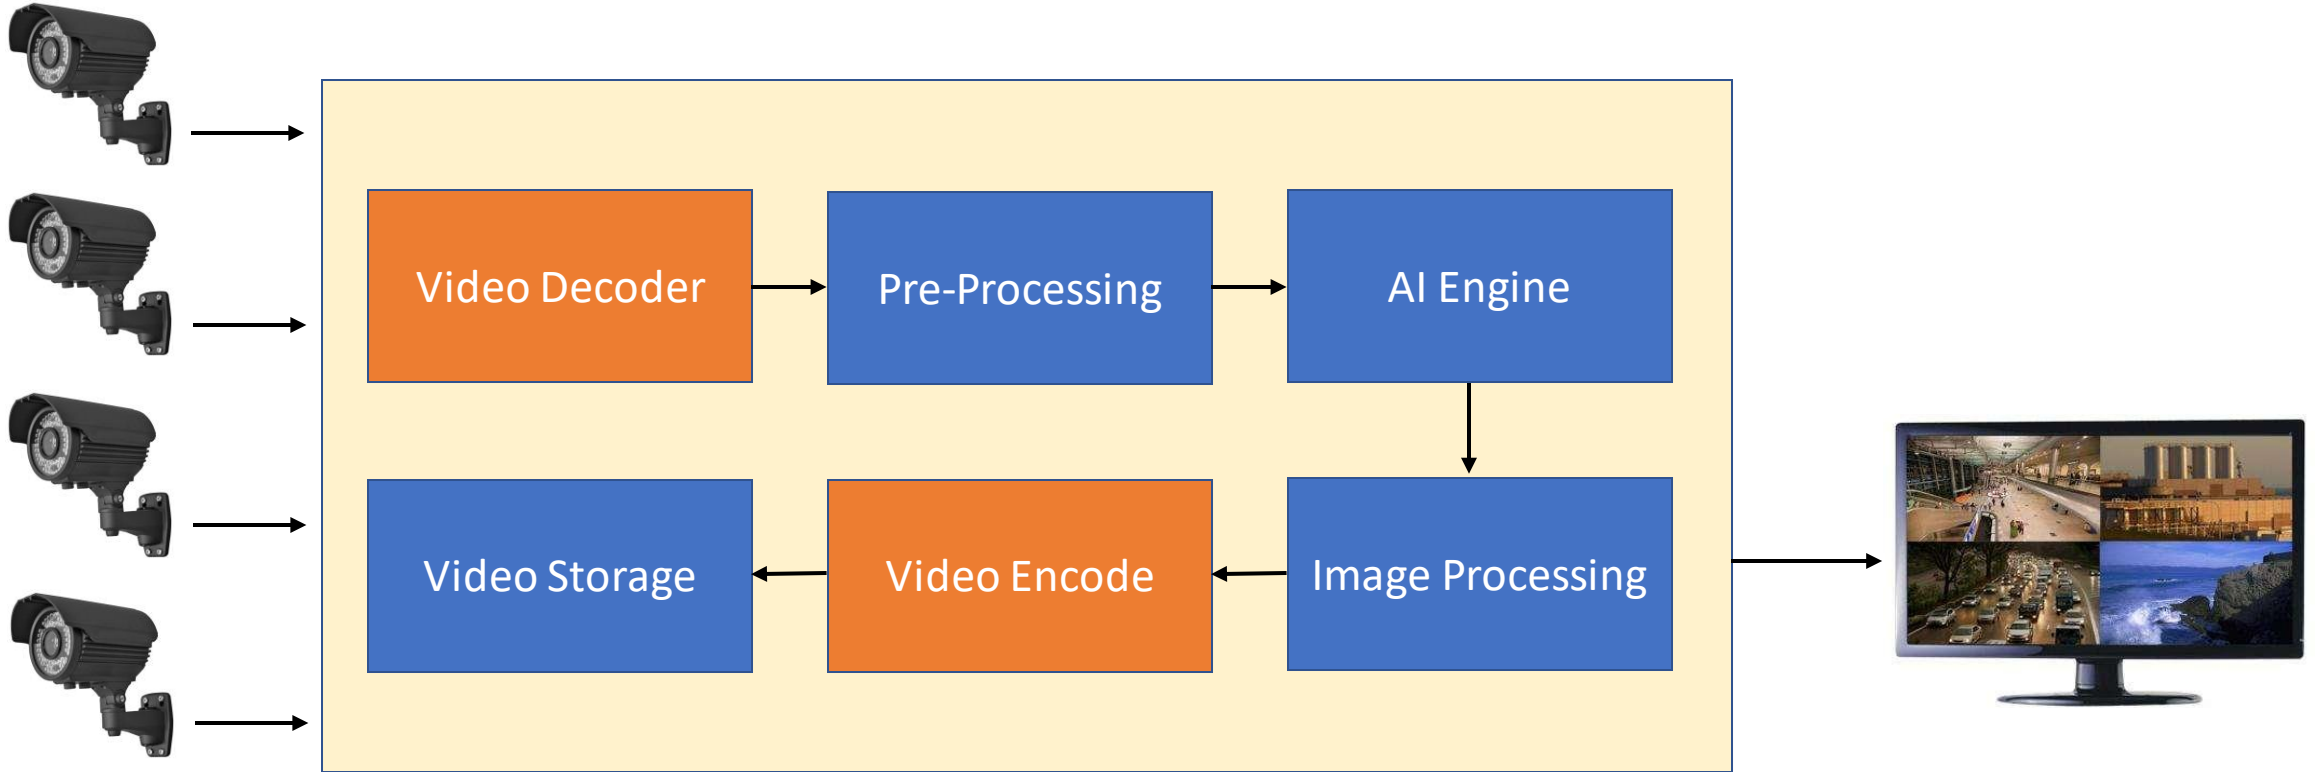 Video Decoder
Pre-Processing
AI Engine
Video Storage
Video Encode
Image Processing